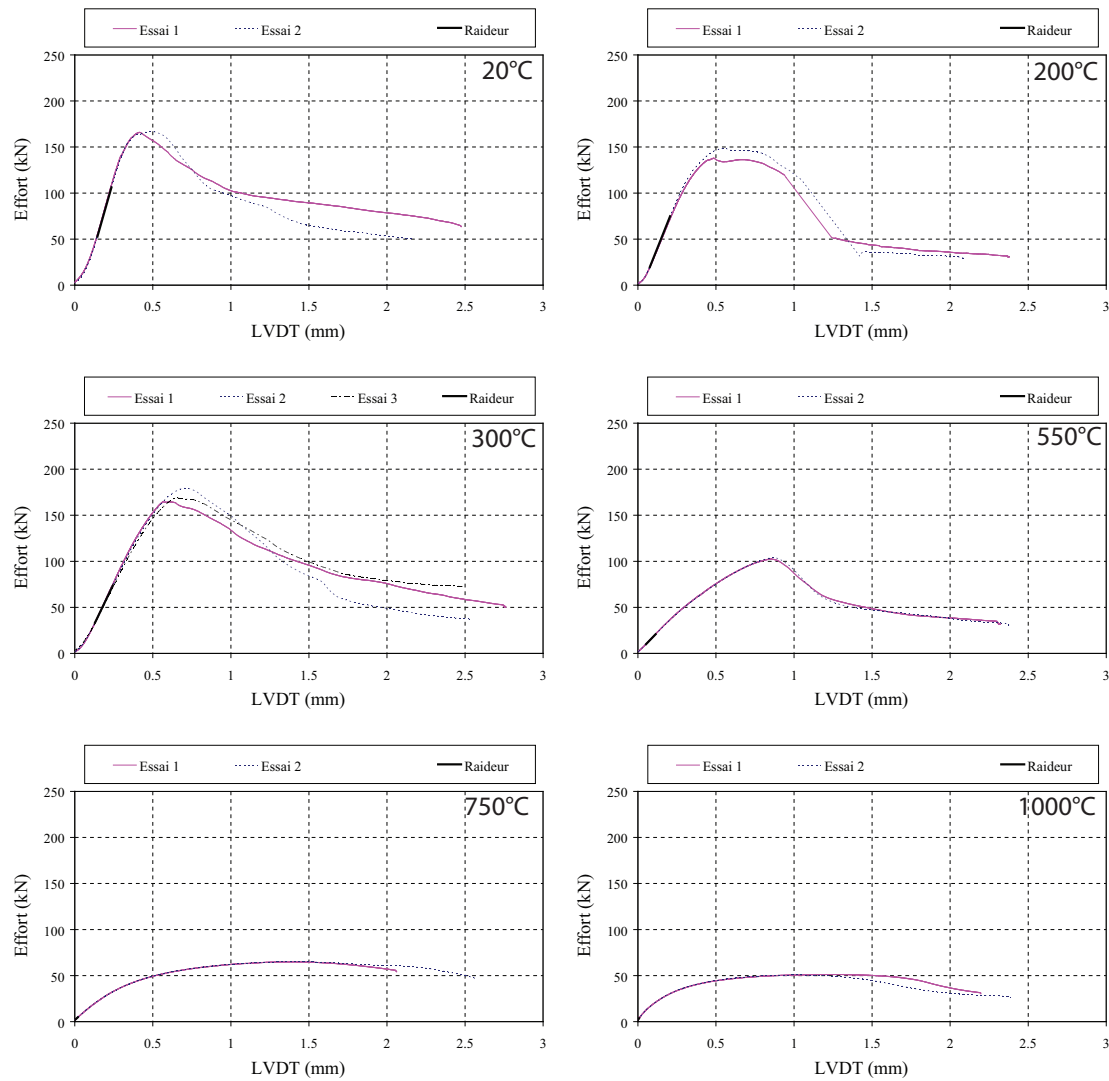 Essai 1 Essai 2 Raideur
20°C
250
200
150
100
50
0
Effort (kN)
0 0.5 1 1.5 2 2.5 3
LVDT (mm)
Essai 1 Essai 2 Raideur
200°C
250
200
150
100
50
0
Effort (kN)
0 0.5 1 1.5 2 2.5 3
LVDT (mm)
Essai 1 Essai 2 Essai 3 Raideur
300°C
250
200
150
100
50
0
Effort (kN)
0 0.5 1 1.5 2 2.5 3
LVDT (mm)
Essai 1 Essai 2 Raideur
550°C
250
200
150
100
50
0
Effort (kN)
0 0.5 1 1.5 2 2.5 3
LVDT (mm)
Essai 1 Essai 2 Raideur
750°C
250
200
150
100
50
0
Effort (kN)
0 0.5 1 1.5 2 2.5 3
LVDT (mm)
Essai 1 Essai 2 Raideur
1000°C
250
200
150
100
50
0
Effort (kN)
0 0.5 1 1.5 2 2.5 3
LVDT (mm)